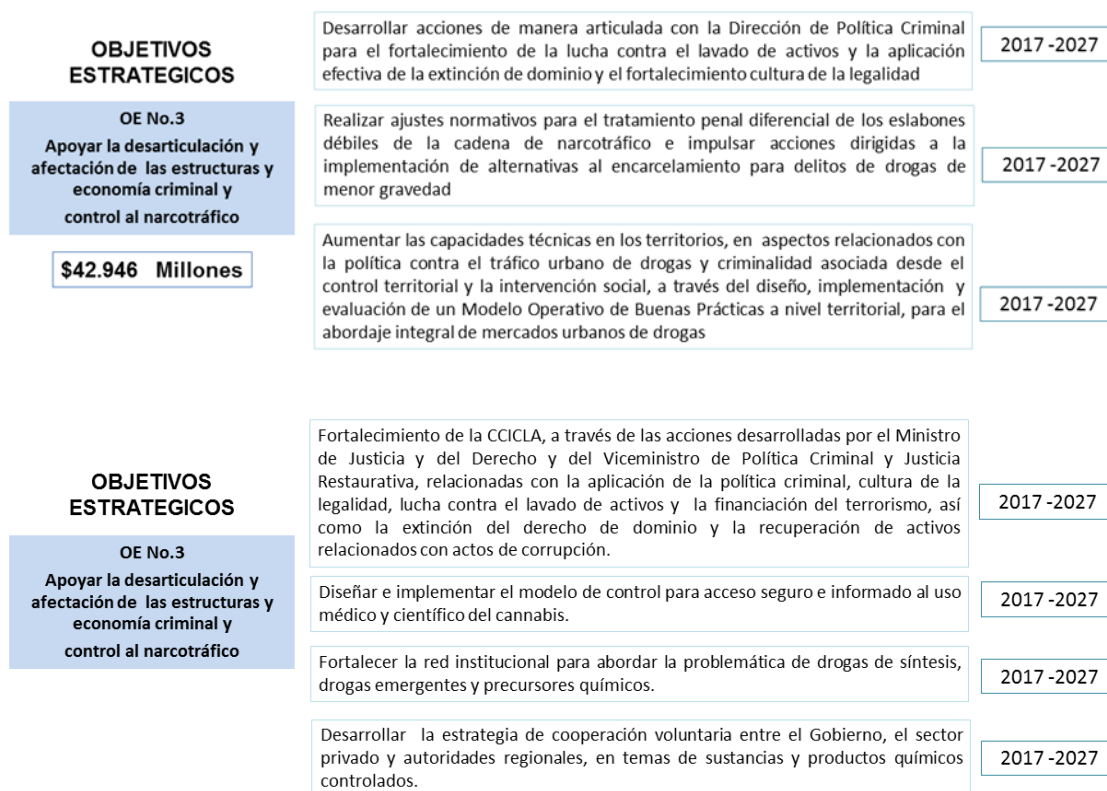 OBJETIVOS
ESTRATEGICOS
OE No.3
Apoyar la desarticulación y
afectación de las estructuras y
economía criminal y
control al narcotráfico
$42.946 Millones
Desarrollar acciones de manera articulada con la Dirección de Política Criminal
para el fortalecimiento de la lucha contra el lavado de activos y la aplicación
efectiva de la extinción de dominio y el fortalecimiento cultura de la legalidad
2017 -2027
Realizar ajustes normativos para el tratamiento penal diferencial de los eslabones
débiles de la cadena de narcotráfico e impulsar acciones dirigidas a la
implementación de alternativas al encarcelamiento para delitos de drogas de
menor gravedad
2017 -2027
Aumentar las capacidades técnicas en los territorios, en aspectos relacionados con
la política contra el tráfico urbano de drogas y criminalidad asociada desde el
control territorial y la intervención social, a través del diseño, implementación y
evaluación de un Modelo Operativo de Buenas Prácticas a nivel territorial, para el
abordaje integral de mercados urbanos de drogas
2017 -2027
OBJETIVOS
ESTRATEGICOS
OE No.3
Apoyar la desarticulación y
afectación de las estructuras y
economía criminal y
control al narcotráfico
Fortalecimiento de la CCICLA, a través de las acciones desarrolladas por el Ministro
de Justicia y del Derecho y del Viceministro de Política Criminal y Justicia
Restaurativa, relacionadas con la aplicación de la política criminal, cultura de la
legalidad, lucha contra el lavado de activos y la financiación del terrorismo, así
como la extinción del derecho de dominio y la recuperación de activos
relacionados con actos de corrupción.
2017 -2027
Diseñar e implementar el modelo de control para acceso seguro e informado al uso
médico y científico del cannabis.
2017 -2027
Fortalecer la red institucional para abordar la problemática de drogas de síntesis,
drogas emergentes y precursores químicos.
2017 -2027
Desarrollar la estrategia de cooperación voluntaria entre el Gobierno, el sector
privado y autoridades regionales, en temas de sustancias y productos químicos
controlados.
2017 -2027